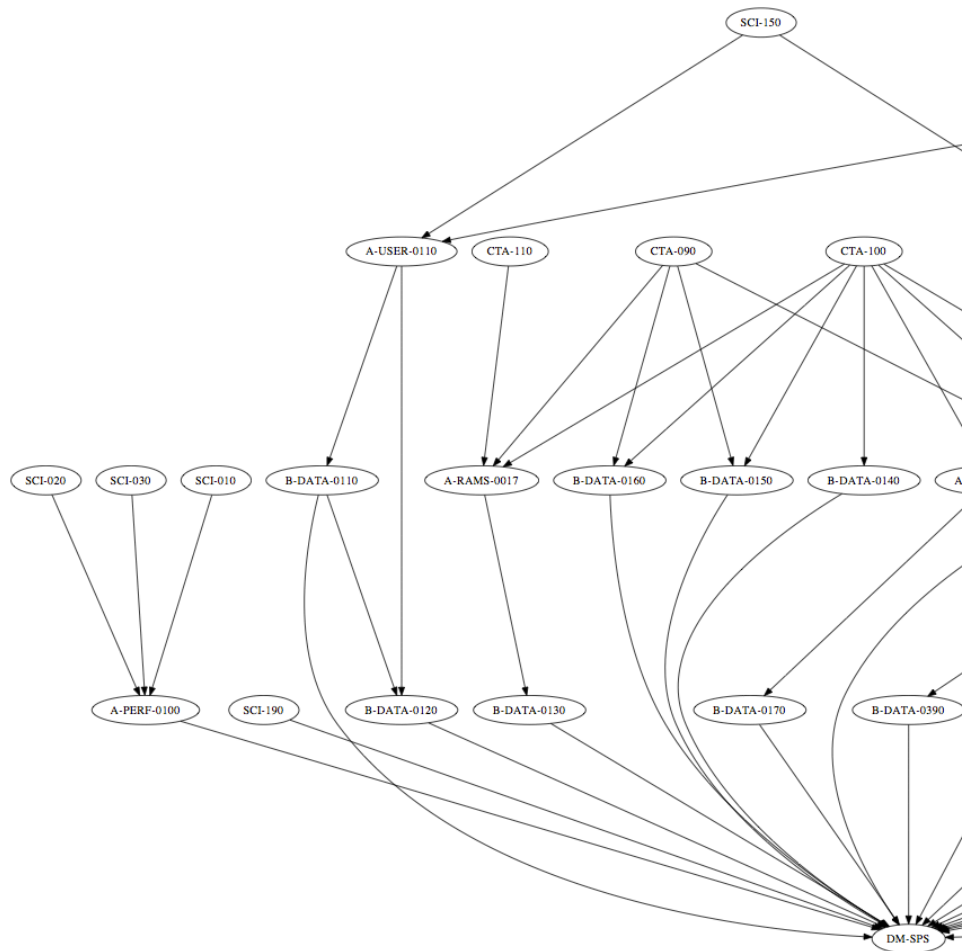 SCI-150
A-USER-0110
CTA-110
CTA-090
CTA-100
SCI-020
SCI-030
SCI-010
B-DATA-0110
A-RAMS-0017
B-DATA-0160
B-DATA-0150
B-DATA-0140
A
A-PERF-0100
SCI-190
B-DATA-0120
B-DATA-0130
B-DATA-0170
B-DATA-0390
DM-SPS